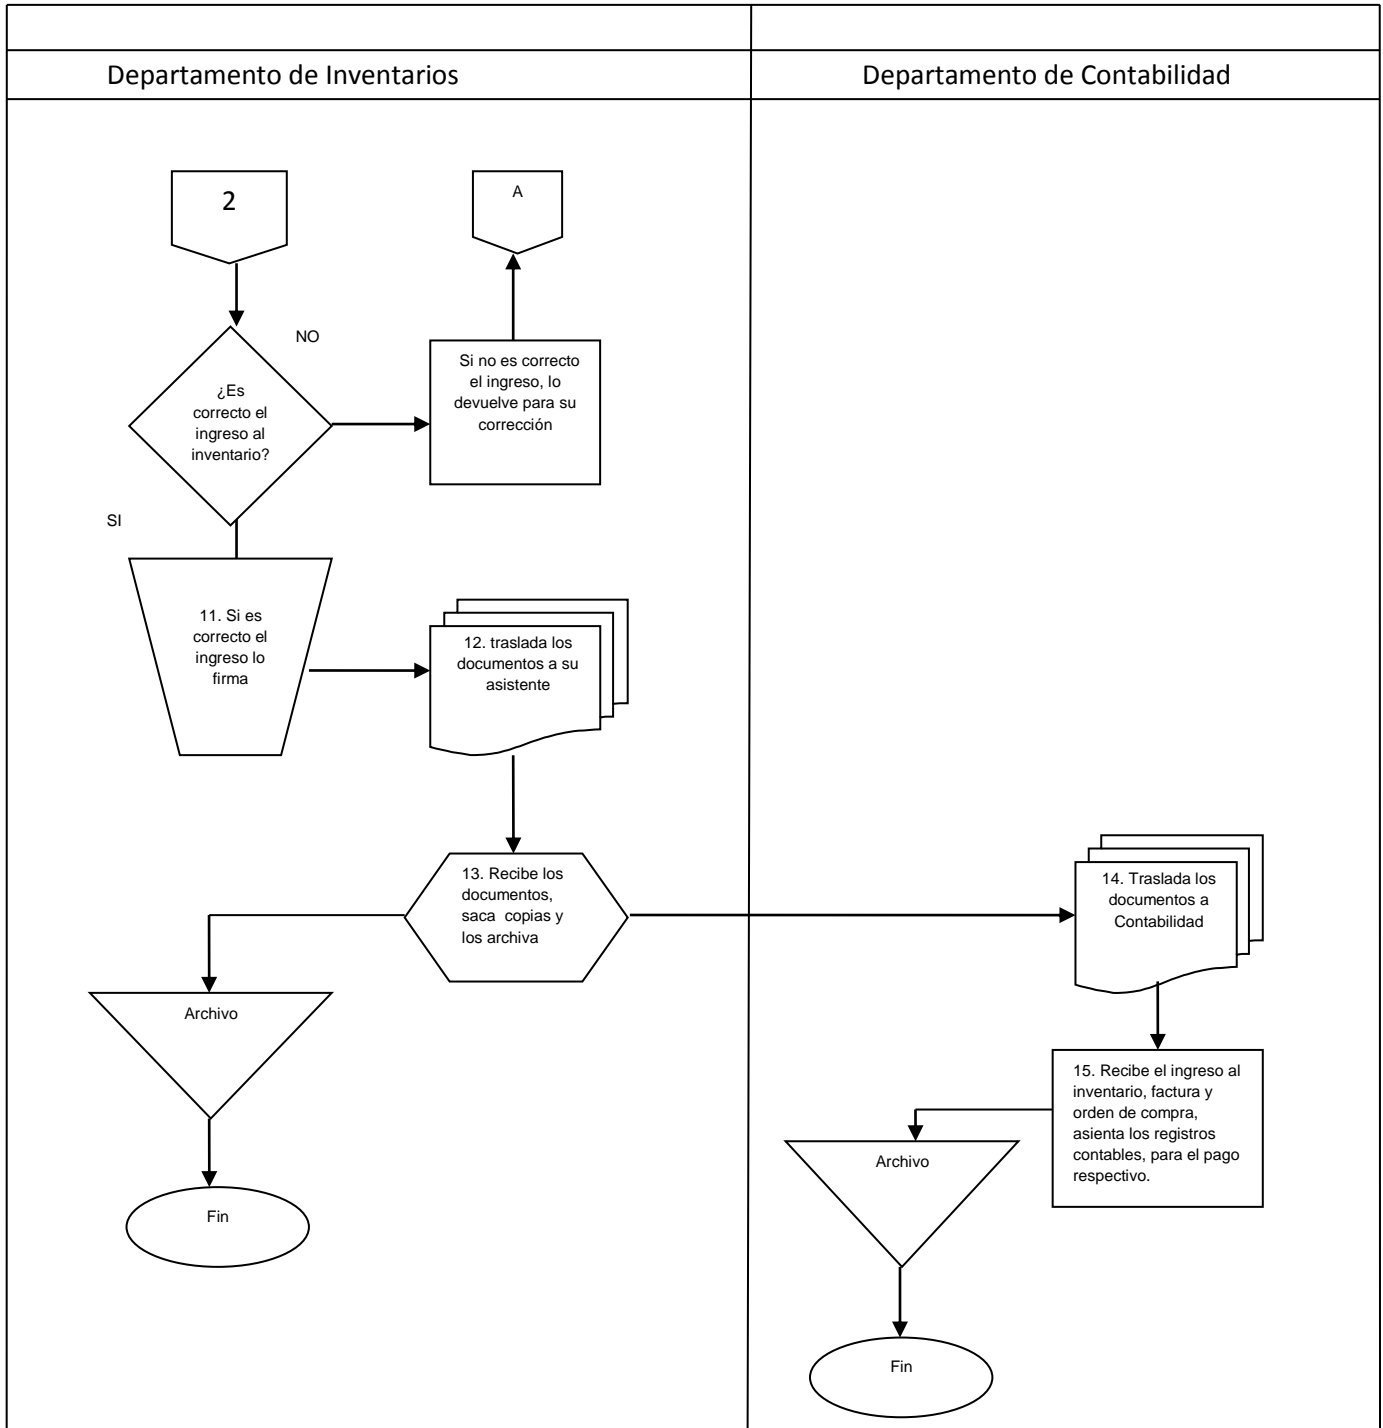 Departamento de Inventarios
Departamento de Contabilidad
2
A
NO
¿Es
correcto el
ingreso al
inventario?
Si no es correcto
el ingreso, lo
devuelve para su
corrección
SI
11. Si es
correcto el
ingreso lo
firma
12. traslada los
documentos a su
asistente
13. Recibe los
documentos,
saca copias y
los archiva
14. Traslada los
documentos a
Contabilidad
Archivo
15. Recibe el ingreso al
inventario, factura y
orden de compra,
asienta los registros
contables, para el pago
respectivo.
Archivo
Fin
Fin